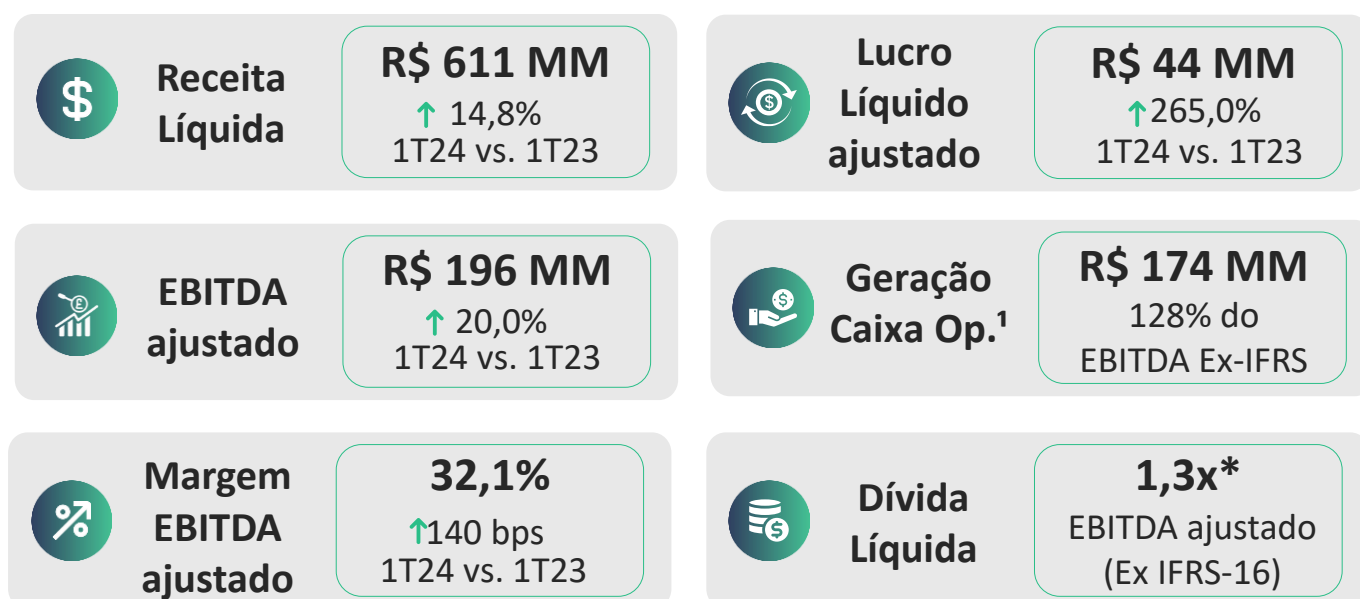 $
Receita
Líquida
R$ 611 MM
↑ 14,8%
1T24 vs. 1T23
$
Lucro
Líquido
ajustado
R$ 44 MM
↑265,0%
1T24 vs. 1T23
£
EBITDA
ajustado
R$ 196 MM
↑ 20,0%
1T24 vs. 1T23
$
Geração
Caixa Op.¹
R$ 174 MM
128% do
EBITDA Ex-IFRS
%
Margem
EBITDA
ajustado
32,1%
↑140 bps
1T24 vs. 1T23
$
Dívida
Líquida
1,3x*
EBITDA ajustado
(Ex IFRS-16)